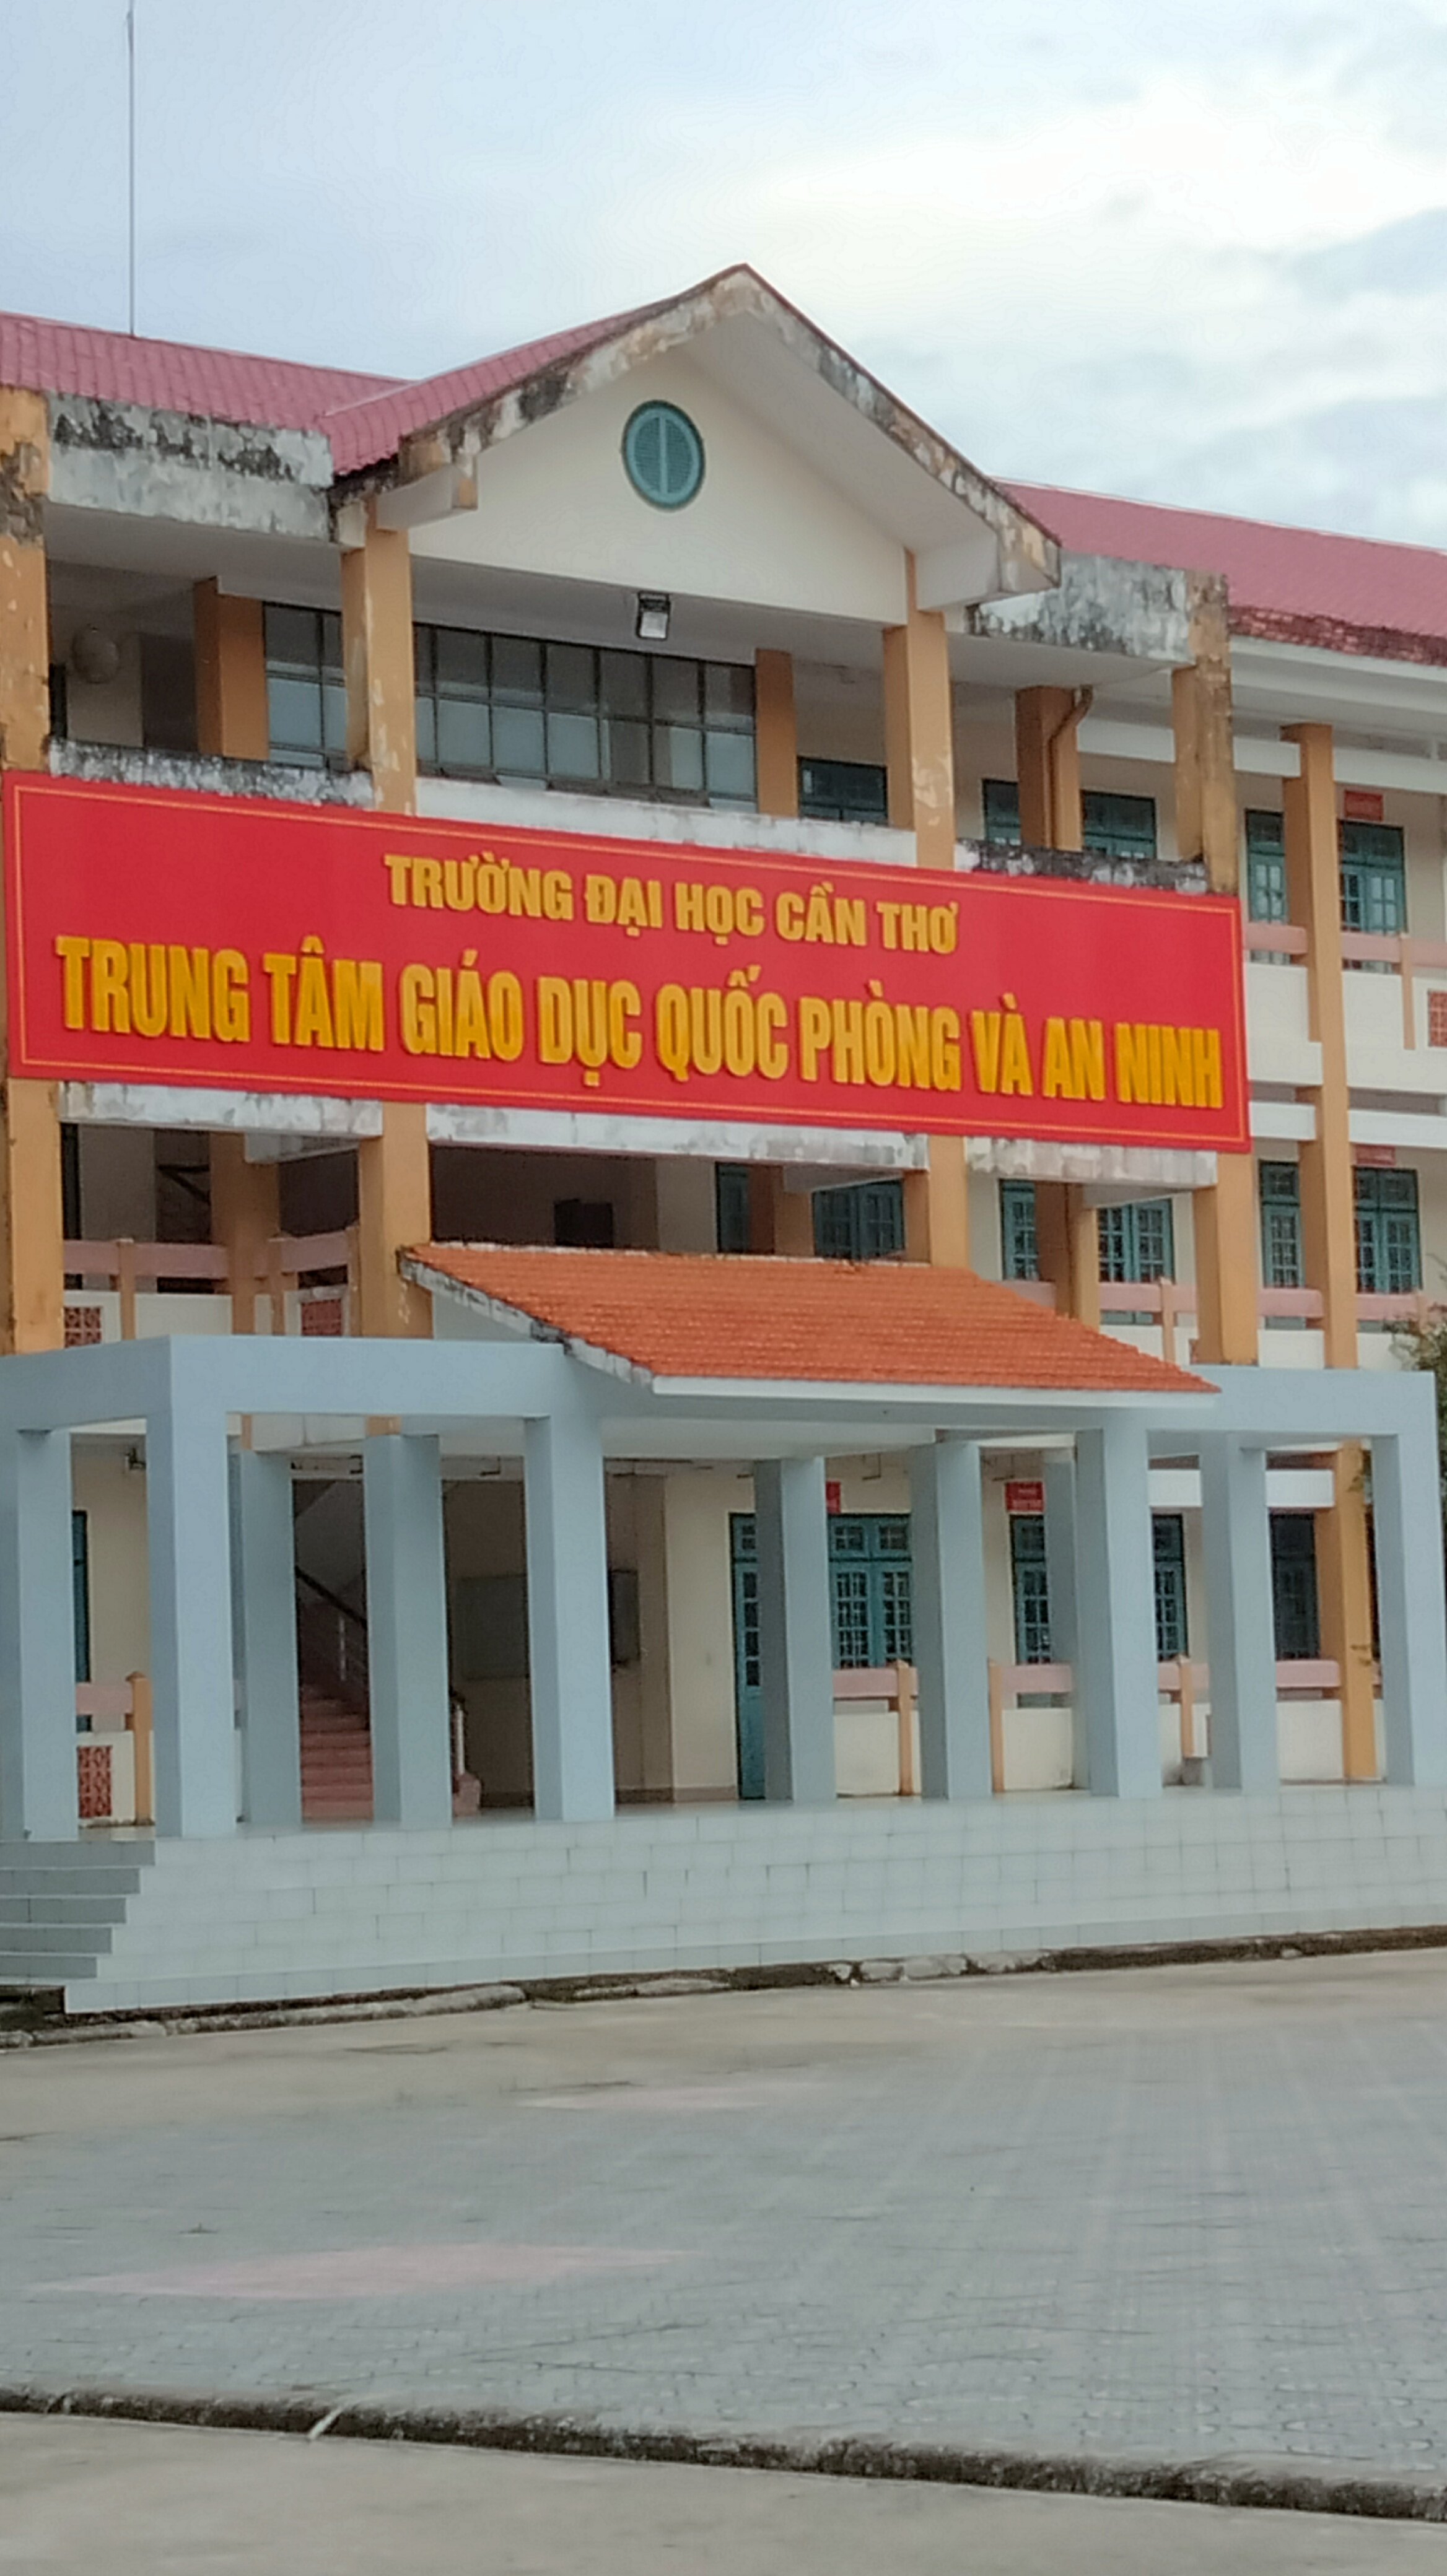 TRƯỜNG ĐẠI HỌC CẦN THƠ
TRUNG TÂM GIÁO DỤC QUỐC PHÒNG VÀ AN NINH